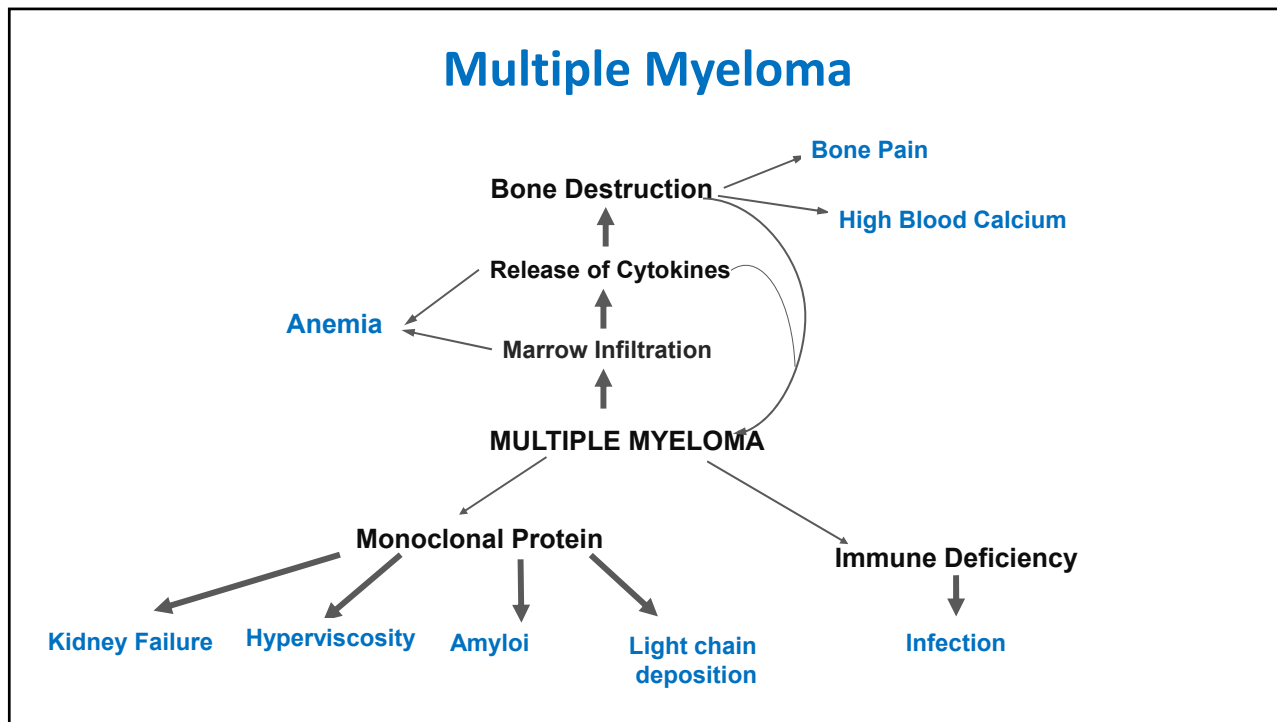 Multiple Myeloma
Bone Pain
Bone Destruction
High Blood Calcium
Release of Cytokines
Anemia
Marrow Infiltration
MULTIPLE MYELOMA
Monoclonal Protein
Immune Deficiency
Kidney Failure
Hyperviscosity
Amyloi
Light chain
deposition
Infection